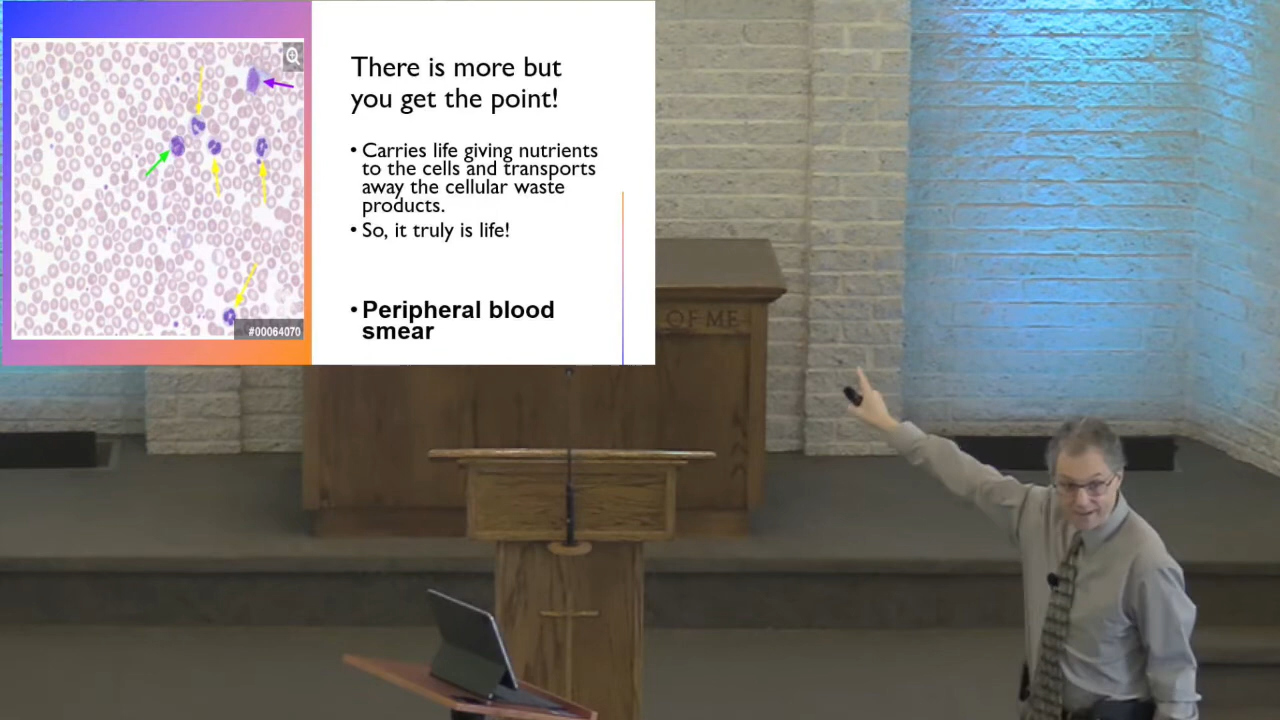 There is more but
you get the point!
• Carries life giving nutrients
to the cells and transports
away the cellular waste
products.
• So, it truly is life!
• Peripheral blood
smear
#00064070
OF ME